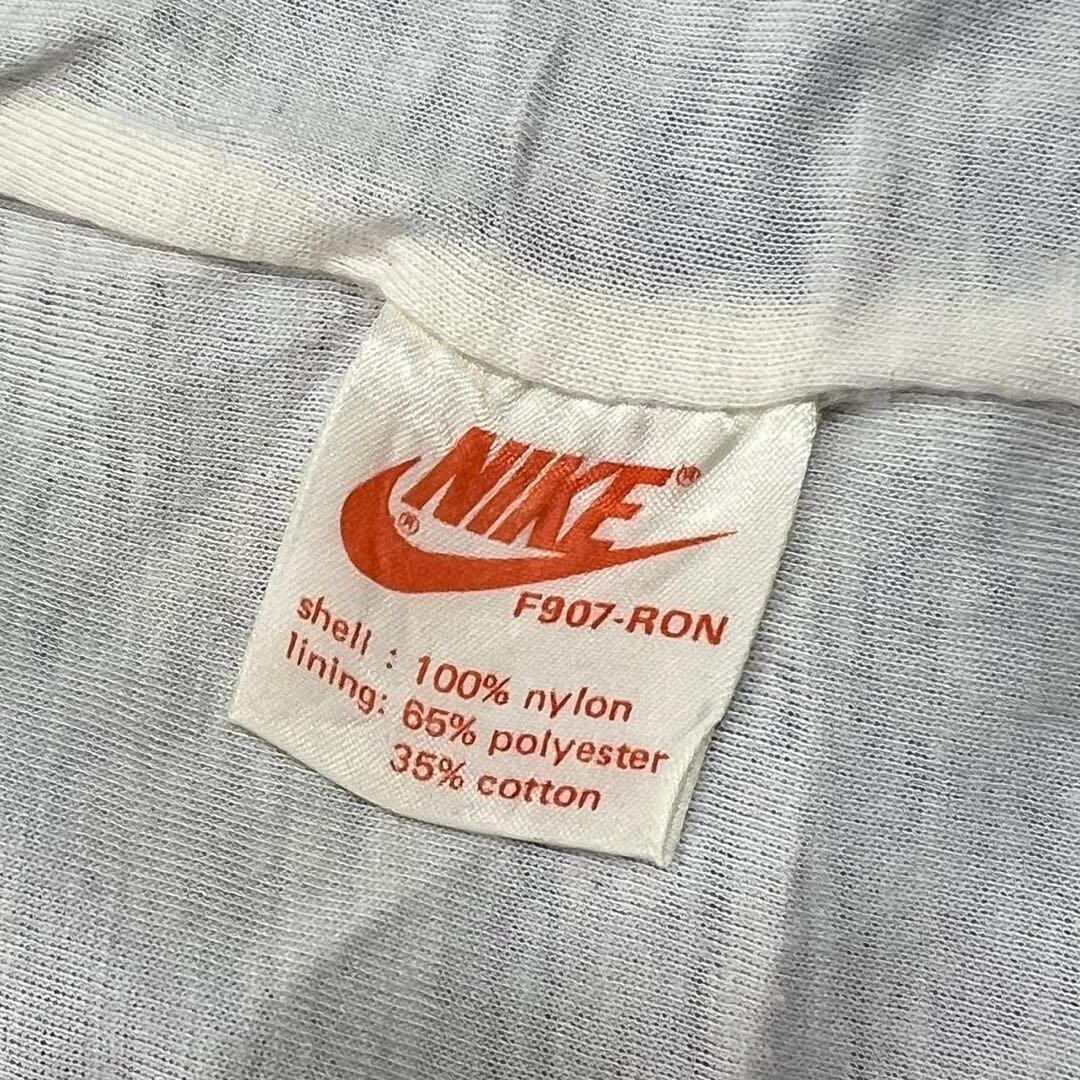 NIKE®
®
F907-RON
shell : 100% nylon
lining: 65% polyester
35% cotton